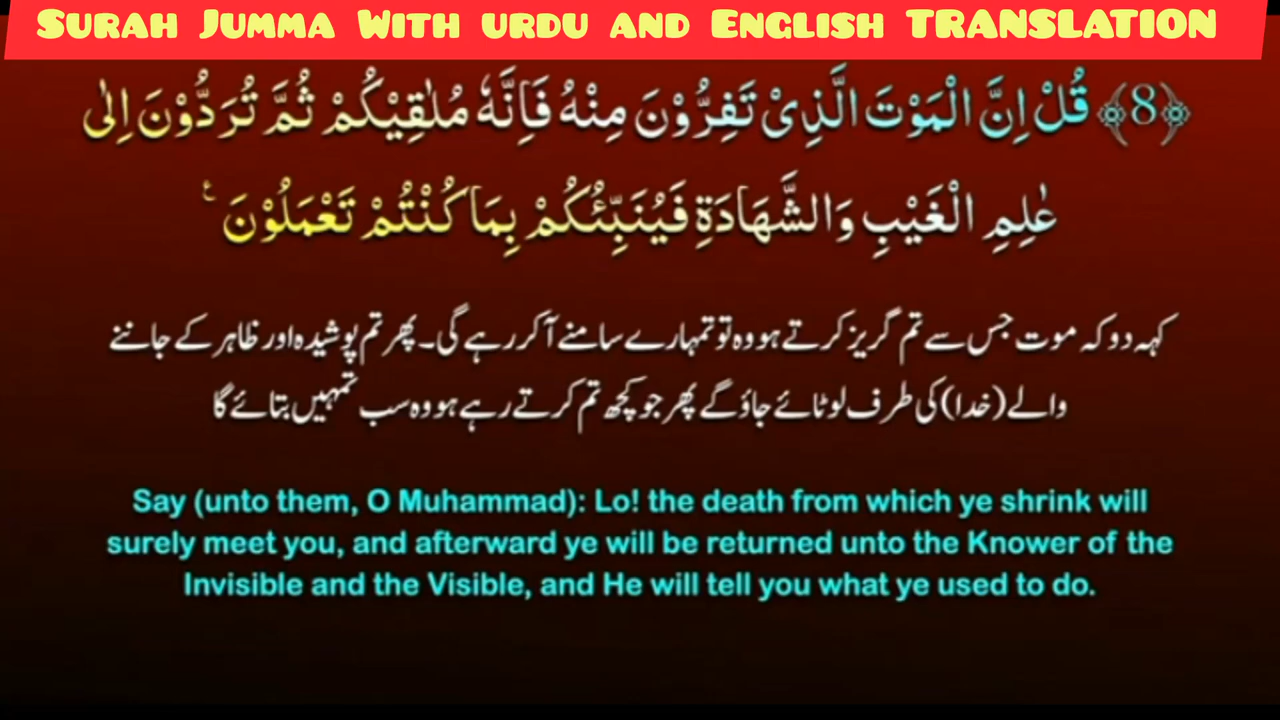 Surah Jumma With urdu and English TRANSLATION
﴿8﴾ قُلْ اِنَّ الْمَوْتَ الَّذِیْ تَفِرُّوْنَ مِنْهُ فَاِنَّهٗ مُلٰقِیْكُمْ ثُمَّ تُرَدُّوْنَ اِلٰی
عٰلِمِ الْغَیْبِ وَالشَّهَادَةِ فَیُنَبِّئُكُمْ بِمَا كُنْتُمْ تَعْمَلُوْنَ ۧ
کہہ دو کہ موت جس سے تم گریز کرتے ہو وہ تو تمہارے سامنے آ کر رہے گی۔ پھر تم پوشیدہ اور ظاہر کے جاننے
والے (خدا) کی طرف لوٹائے جاؤ گے پھر جو کچھ تم کرتے رہے ہو وہ سب تمہیں بتائے گا
Say (unto them, O Muhammad): Lo! the death from which ye shrink will
surely meet you, and afterward ye will be returned unto the Knower of the
Invisible and the Visible, and He will tell you what ye used to do.